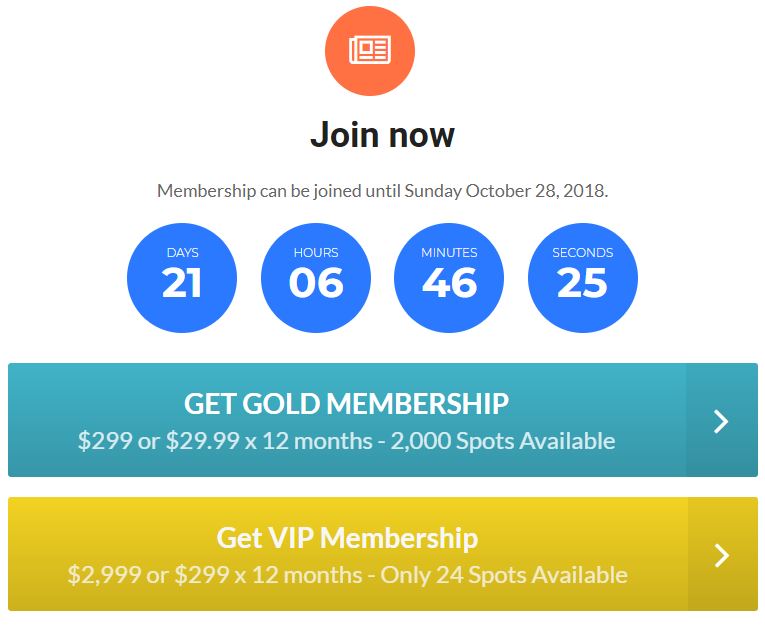 Join now
Membership can be joined until Sunday October 28, 2018.
DAYS HOURS MINUTES SECONDS
21 06 46 25
GET GOLD MEMBERSHIP
$299 or $29.99 x 12 months - 2,000 Spots Available
Get VIP Membership
$2,999 or $299 x 12 months - Only 24 Spots Available